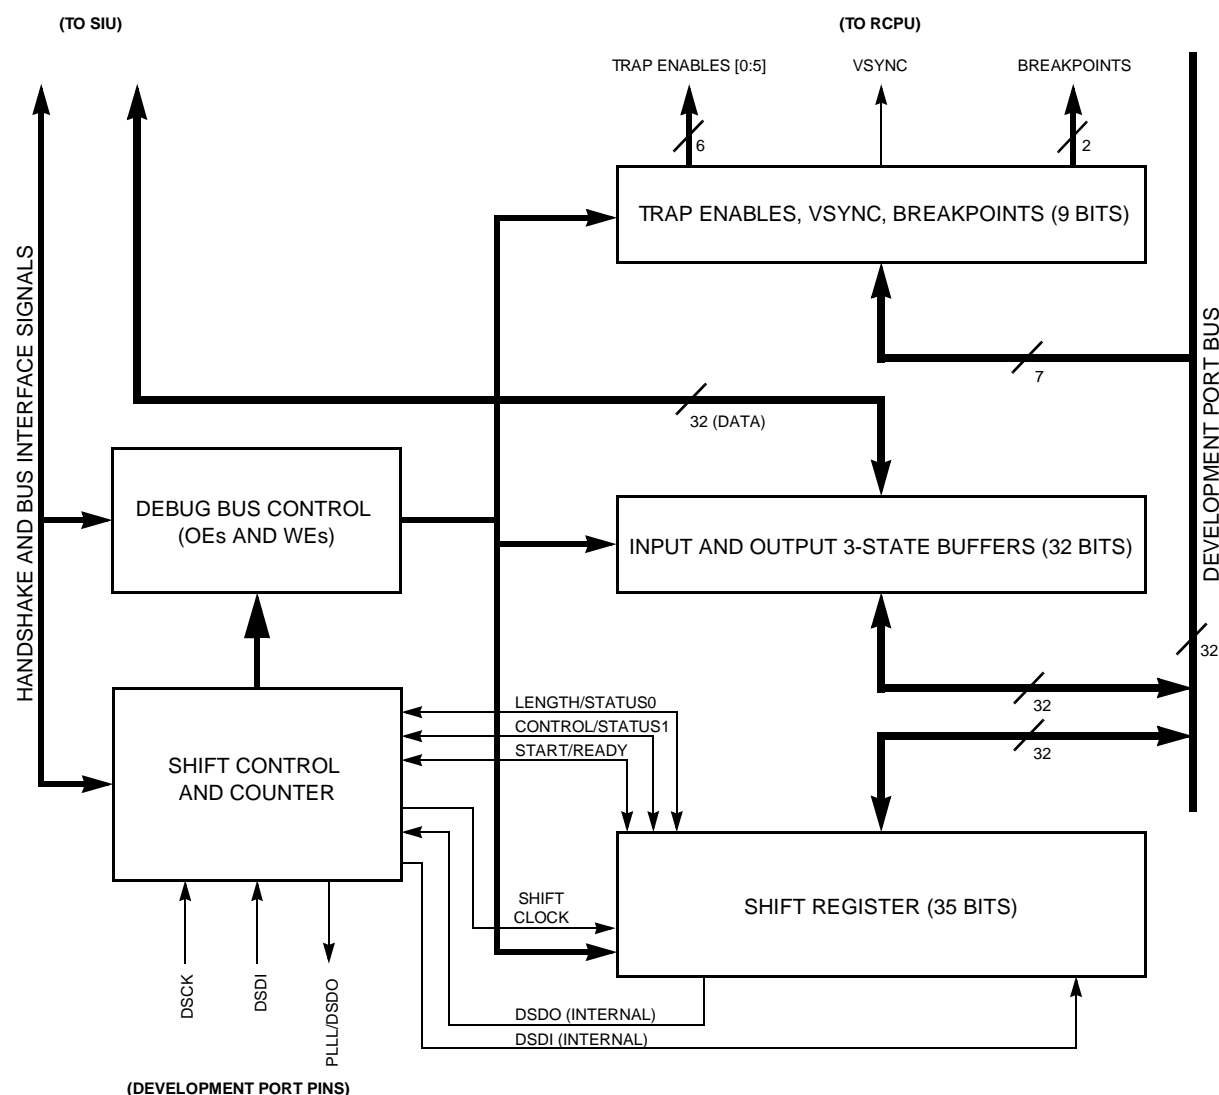 (TO SIU)
(TO RCPU)
TRAP ENABLES [0:5]
VSYNC
BREAKPOINTS
6
2
TRAP ENABLES, VSYNC, BREAKPOINTS (9 BITS)
HANDSHAKE AND BUS INTERFACE SIGNALS
DEVELOPMENT PORT BUS
7
32 (DATA)
DEBUG BUS CONTROL
(OEs AND WEs)
INPUT AND OUTPUT 3-STATE BUFFERS (32 BITS)
32
32
LENGTH/STATUS0
CONTROL/STATUS1
START/READY
32
SHIFT CONTROL
AND COUNTER
SHIFT
CLOCK
SHIFT REGISTER (35 BITS)
DSCK
DSDI
PLLL/DSDO
DSDO (INTERNAL)
DSDI (INTERNAL)
(DEVELOPMENT PORT PINS)